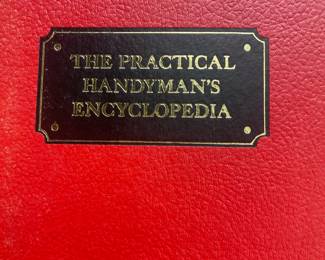 THE PRACTICAL
HANDYMAN'S
ENCYCLOPEDIA